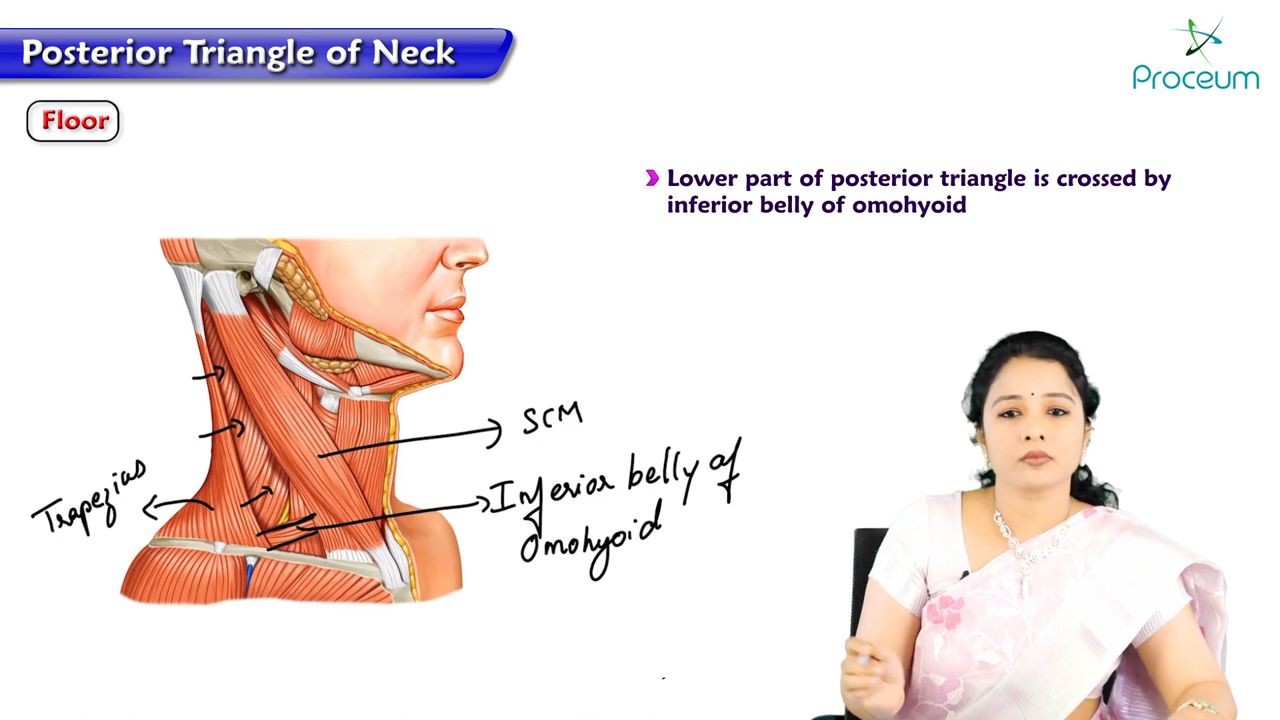 Posterior Triangle of Neck
Proceum
Floor
Lower part of posterior triangle is crossed by
inferior belly of omohyoid
SCM
Trapezius
Inferior belly of
Omohyoid